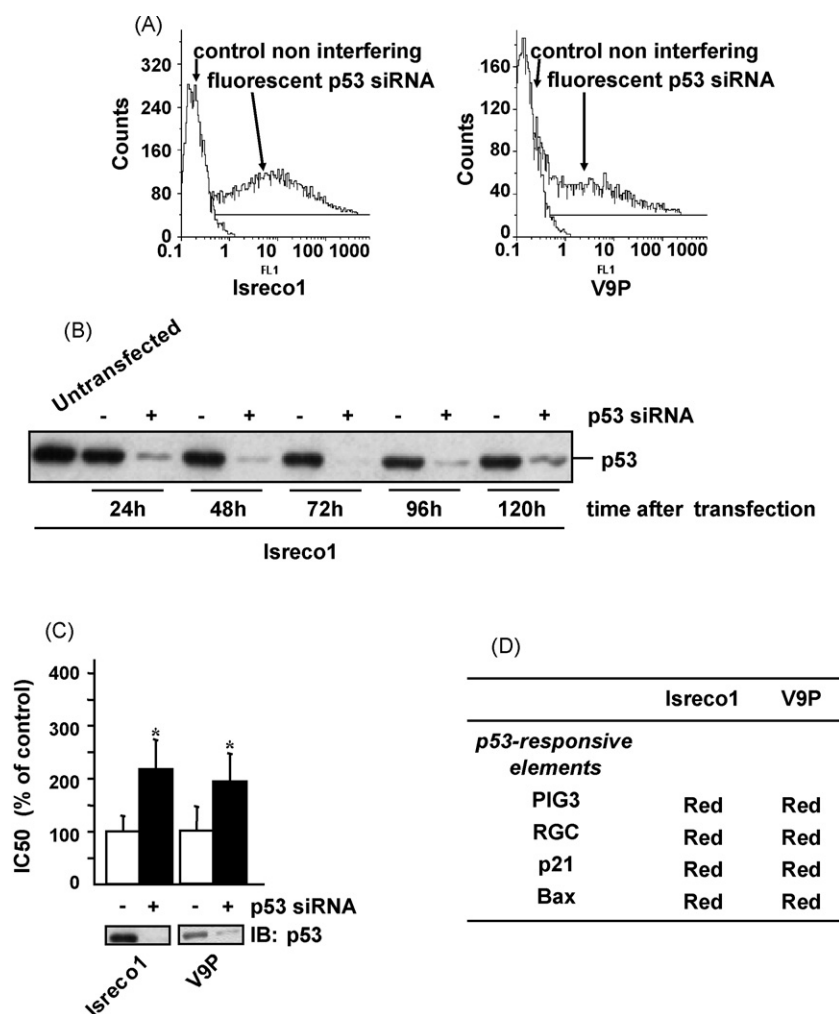 (A)
control non interfering
fluorescent p53 siRNA
Counts
320
240
160
80
0
0.1 1 10 100 1000
FL1
Isreco1
control non interfering
fluorescent p53 siRNA
Counts
160
120
80
40
0
0.1 1 10 100 1000
FL1
V9P
(B)
Untransfected
- + - + - + - + - + p53 siRNA
p53
24h 48h 72h 96h 120h time after transfection
Isreco1
(C)
IC50 (% of control)
400
300
200
100
0
* *
- + - + p53 siRNA
IB: p53
Isreco1 V9P
(D)
Isreco1 V9P
p53-responsive
elements
PIG3 Red Red
RGC Red Red
p21 Red Red
Bax Red Red